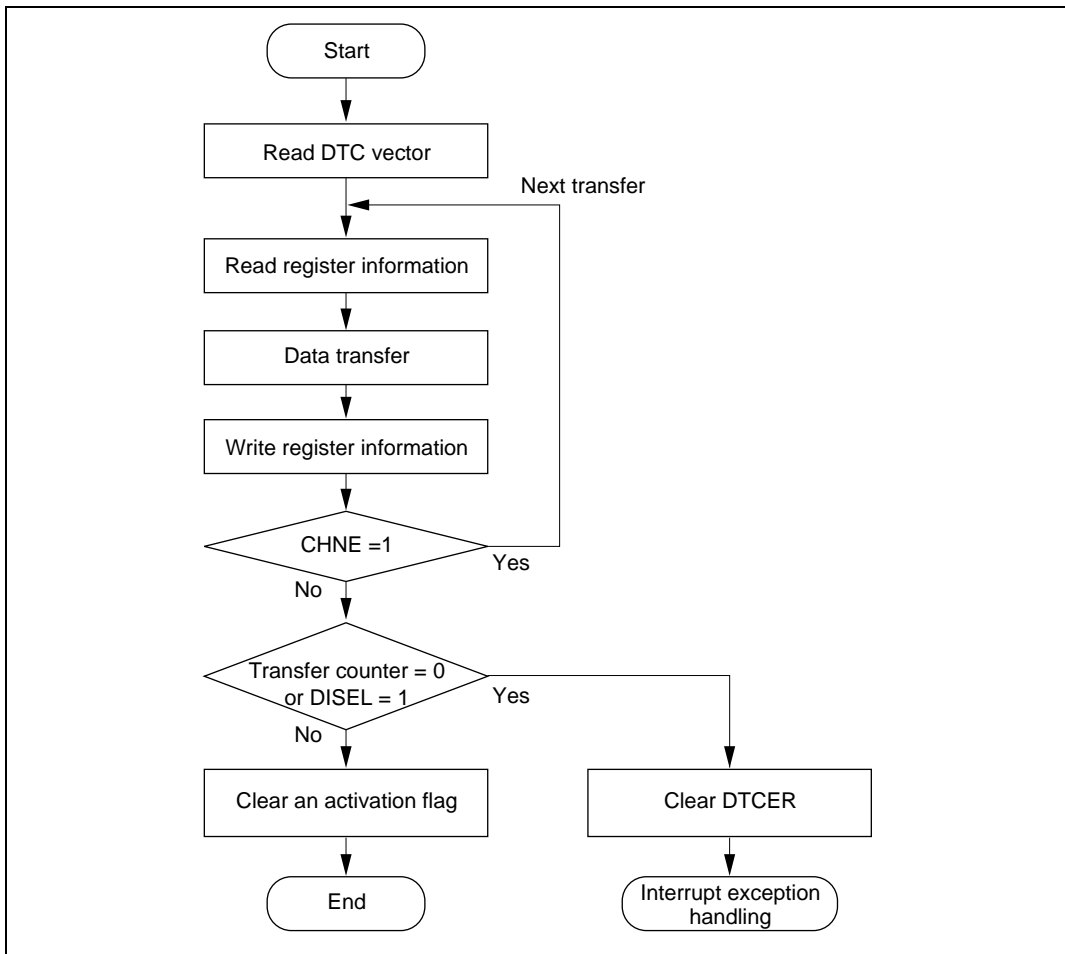 Start
Read DTC vector
Next transfer
Read register information
Data transfer
Write register information
CHNE =1
Yes
No
Transfer counter = 0
or DISEL = 1
Yes
No
Clear an activation flag
Clear DTCER
End
Interrupt exception
handling